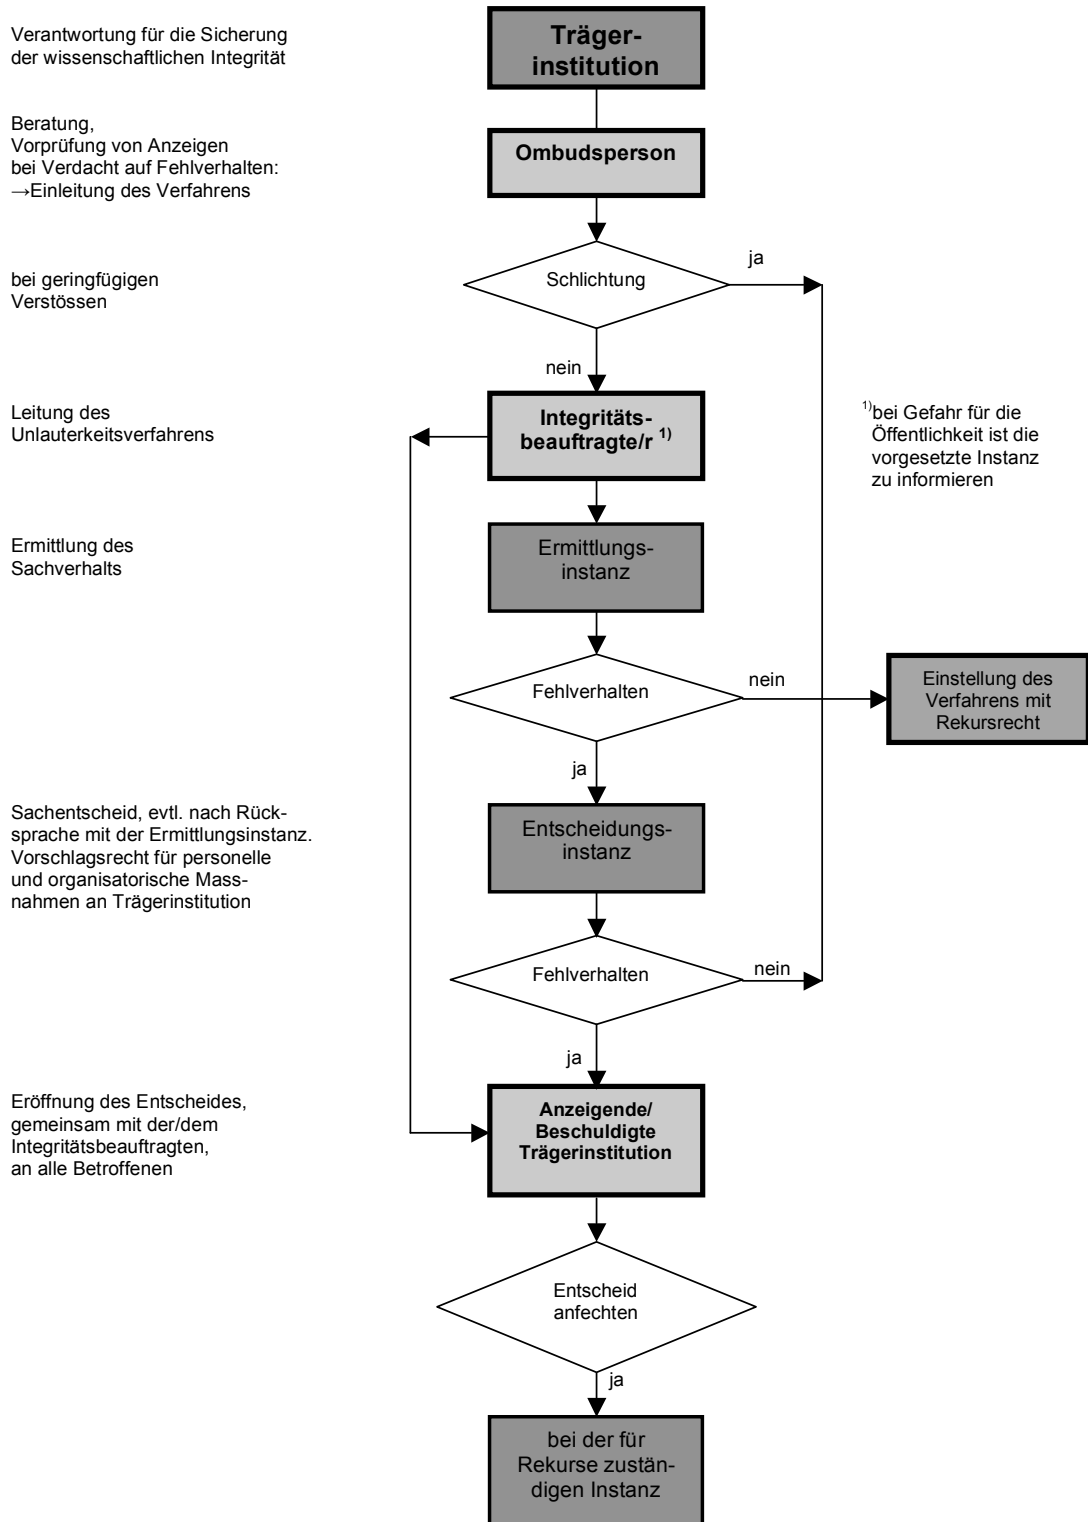 Verantwortung für die Sicherung
der wissenschaftlichen Integrität
Träger-
institution
Beratung,
Vorprüfung von Anzeigen
bei Verdacht auf Fehlverhalten:
→Einleitung des Verfahrens
Ombudsperson
bei geringfügigen
Verstössen
Schlichtung
ja
nein
Leitung des
Unlauterkeitsverfahrens
Integritäts-
beauftragte/r 1)
1)bei Gefahr für die
Öffentlichkeit ist die
vorgesetzte Instanz
zu informieren
Ermittlung des
Sachverhalts
Ermittlungs-
instanz
Fehlverhalten
nein
Einstellung des
Verfahrens mit
Rekursrecht
ja
Sachentscheid, evtl. nach Rück-
sprache mit der Ermittlungsinstanz.
Vorschlagsrecht für personelle
und organisatorische Mass-
nahmen an Trägerinstitution
Entscheidungs-
instanz
Fehlverhalten
nein
ja
Eröffnung des Entscheides,
gemeinsam mit der/dem
Integritätsbeauftragten,
an alle Betroffenen
Anzeigende/
Beschuldigte
Trägerinstitution
Entscheid
anfechten
ja
bei der für
Rekurse zustän-
digen Instanz